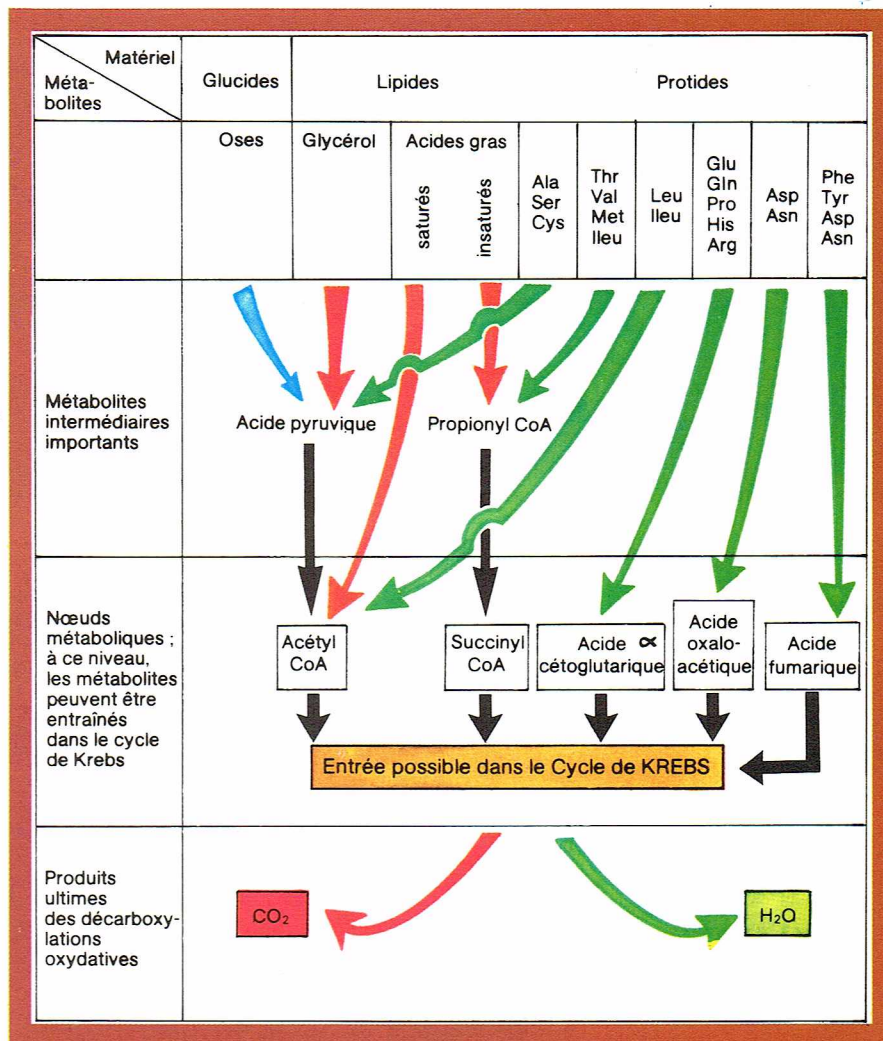 Matériel
Méta-
bolites
Glucides
Lipides
Protides
Oses
Glycérol
Acides gras
saturés
insaturés
Ala
Ser
Cys
Thr
Val
Met
Ileu
Leu
Ileu
Glu
Gln
Pro
His
Arg
Asp
Asn
Phe
Tyr
Asp
Asn
Métabolites
intermédiaires
importants
Acide pyruvique
Propionyl CoA
Nœuds
métaboliques ;
à ce niveau,
les métabolites
peuvent être
entraînés
dans le cycle
de Krebs
Acétyl
CoA
Succinyl
CoA
Acide ∝
cétoglutarique
Acide
oxalo-
acétique
Acide
fumarique
Entrée possible dans le Cycle de KREBS
Produits
ultimes
des décarboxy-
lations
oxydatives
CO₂
H₂O